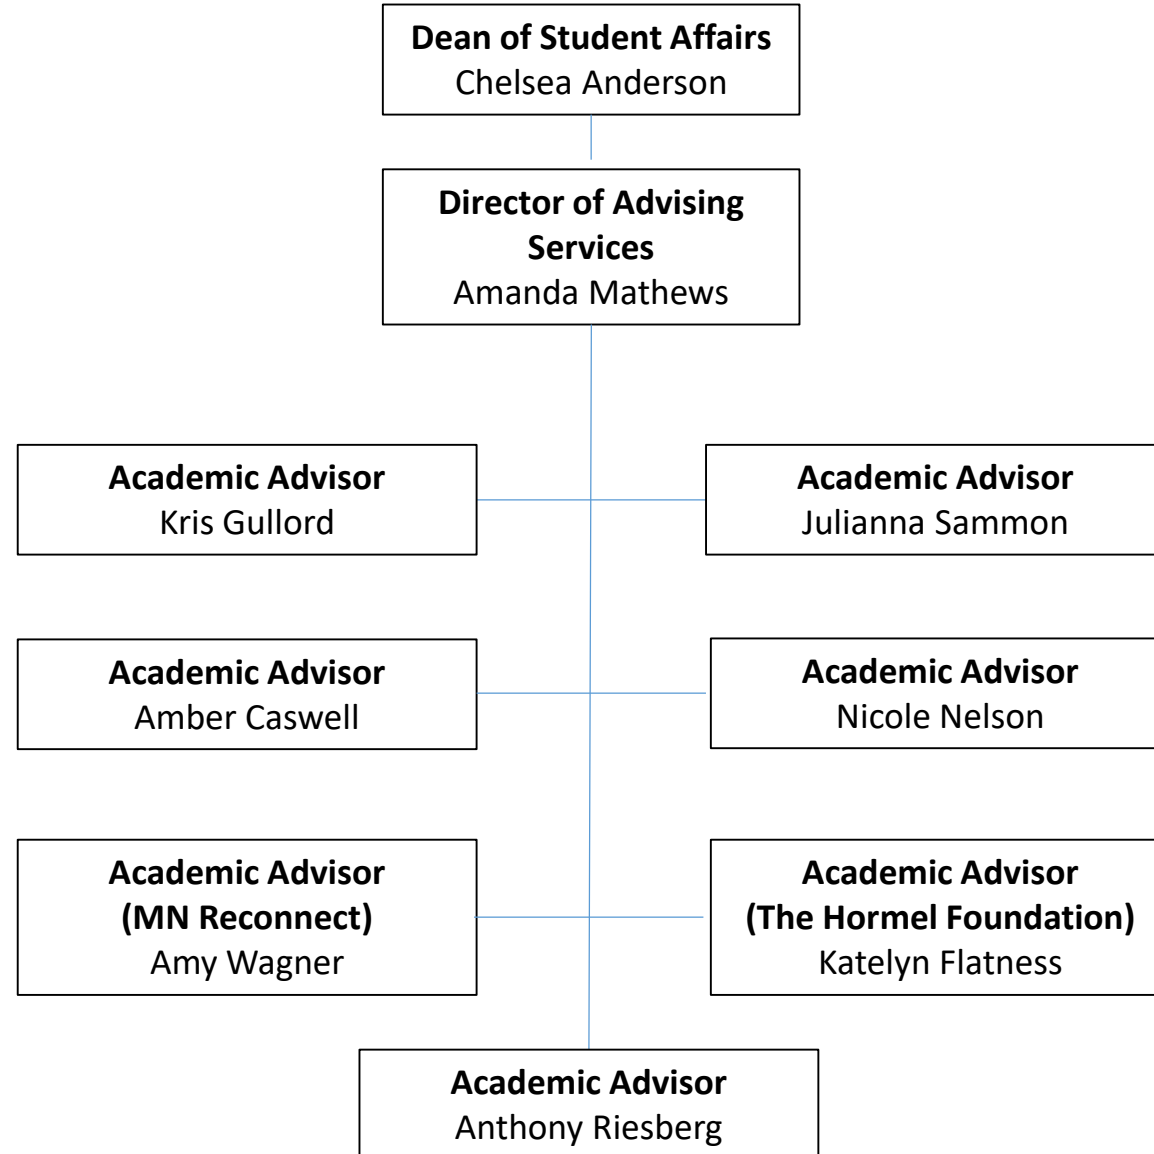 Dean of Student Affairs
Chelsea Anderson
Director of Advising
Services
Amanda Mathews
Academic Advisor
Kris Gullord
Academic Advisor
Julianna Sammon
Academic Advisor
Amber Caswell
Academic Advisor
Nicole Nelson
Academic Advisor
(MN Reconnect)
Amy Wagner
Academic Advisor
(The Hormel Foundation)
Katelyn Flatness
Academic Advisor
Anthony Riesberg